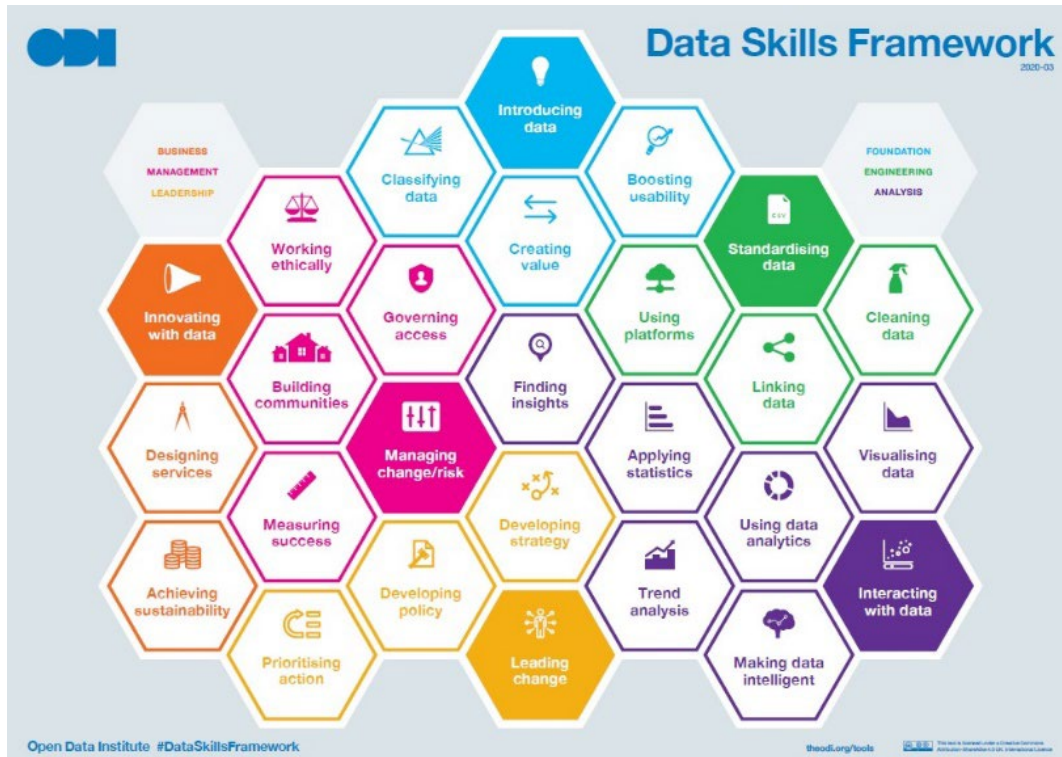 ODI
Data Skills Framework
2020-03
Introducing
data
BUSINESS
MANAGEMENT
LEADERSHIP
Classifying
data
Boosting
usability
FOUNDATION
ENGINEERING
ANALYSIS
Working
ethically
Creating
value
CSV
Standardising
data
Innovating
with data
Governing
access
Using
platforms
Cleaning
data
Building
communities
Finding
insights
Linking
data
Designing
services
Managing
change/risk
Applying
statistics
Visualising
data
Measuring
success
Developing
strategy
Using data
analytics
Achieving
sustainability
Developing
policy
Trend
analysis
Interacting
with data
Prioritising
action
Leading
change
Making data
intelligent
Open Data Institute #DataSkillsFramework
theodi.org/tools